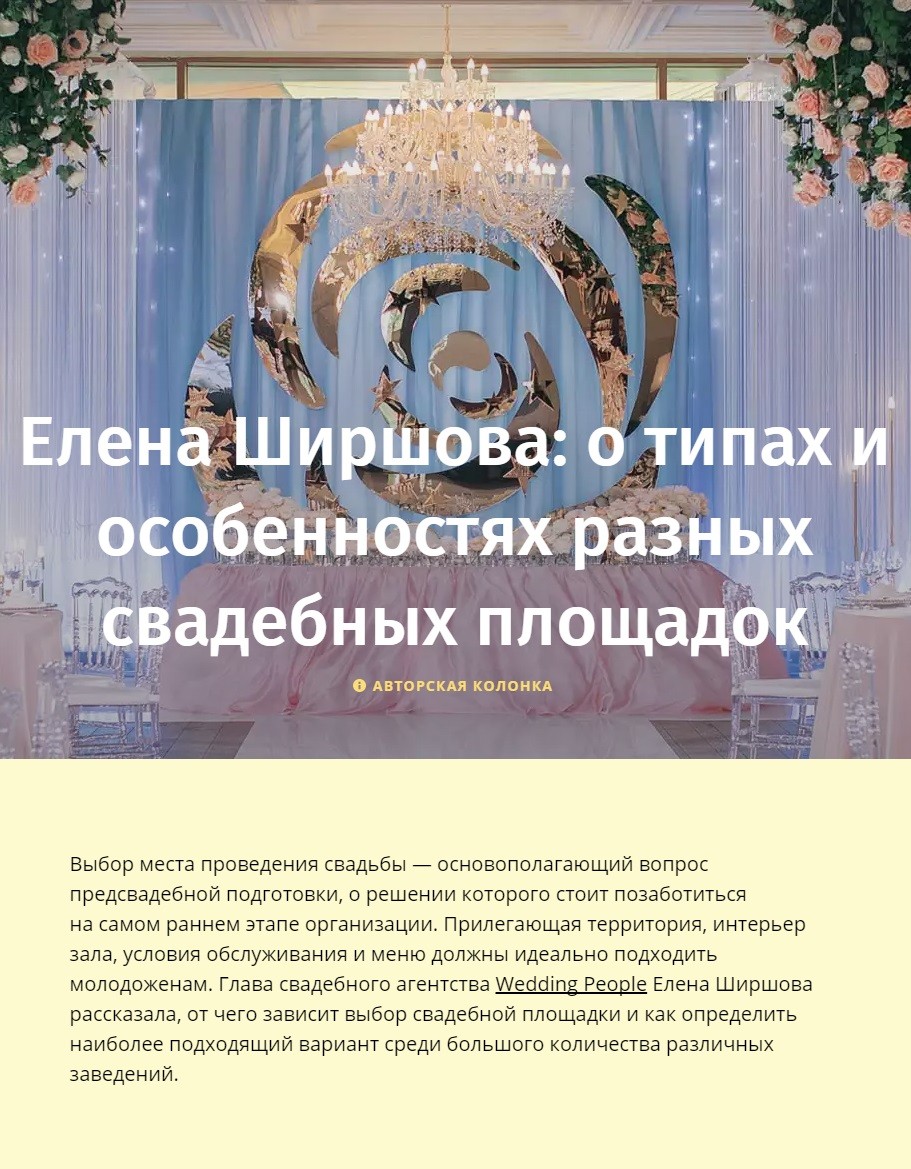 Елена Ширшова: о типах и
особенностях разных
свадебных площадок
АВТОРСКАЯ КОЛОНКА
Выбор места проведения свадьбы — основополагающий вопрос
предсвадебной подготовки, о решении которого стоит позаботиться
на самом раннем этапе организации. Прилегающая территория, интерьер
зала, условия обслуживания и меню должны идеально подходить
молодоженам. Глава свадебного агентства Wedding People Елена Ширшова
рассказала, от чего зависит выбор свадебной площадки и как определить
наиболее подходящий вариант среди большого количества различных
заведений.